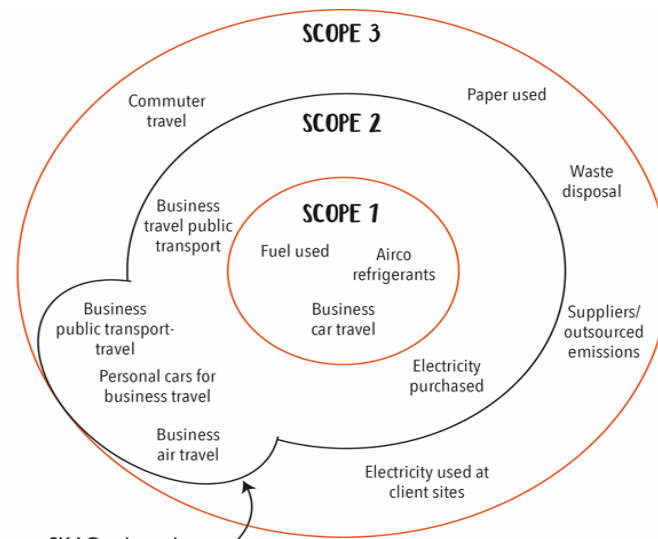 SCOPE 3
Commuter
travel
Paper used
SCOPE 2
Waste
disposal
Business
travel public
transport
SCOPE 1
Fuel used
Airco
refrigerants
Business
car travel
Business
public transport-
travel
Suppliers/
outsourced
emissions
Personal cars for
business travel
Electricity
purchased
Business
air travel
Electricity used at
client sites